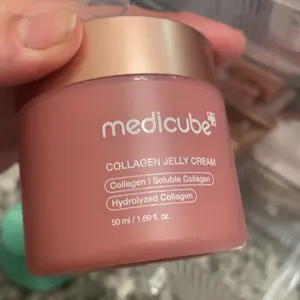 medicube
COLLAGEN JELLY CREAM
Collagen | Soluble Collagen
Hydrolyzed Collagen
50 ml / 1.69 fl. oz.